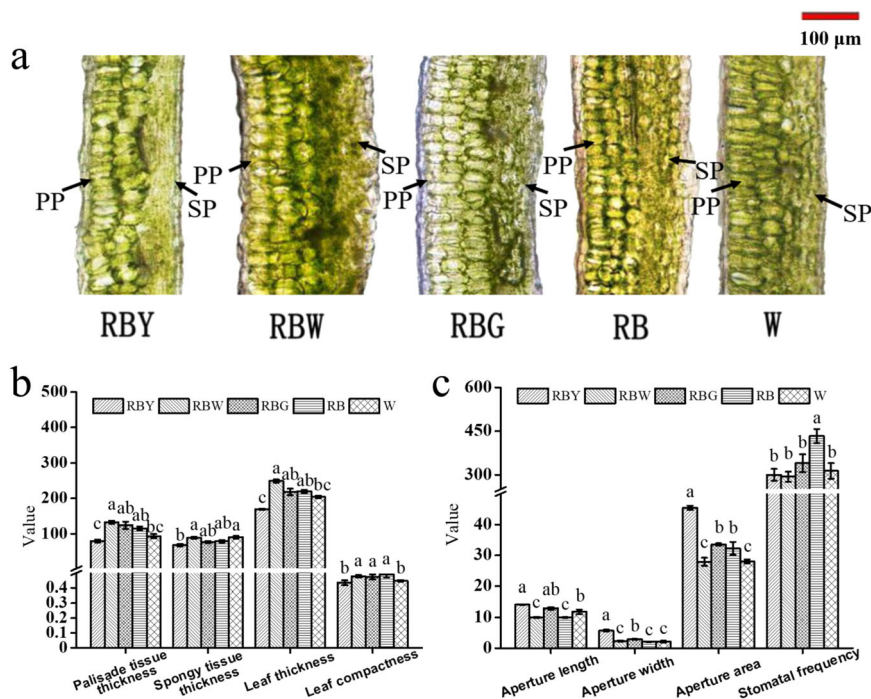 100 μm
a
PP
SP
PP
SP
PP
SP
PP
SP
PP
SP
RBY RBW RBG RB W
b
500
400
300
200
100
0.4
0.3
0.2
0.1
0
Value
RBY RBW RBG RB W
c a ab ab bc
b a ab ab a
c a ab ab bc
b a a a b
Palisade tissue
thickness
Spongy tissue
thickness
Leaf thickness
Leaf compactness
c
600
450
300
40
30
20
10
0
Value
RBY RBW RBG RB W
a c ab c b
a c b c c
a c b b c
b b b a b
Aperture length
Aperture width
Aperture area
Stomatal frequency